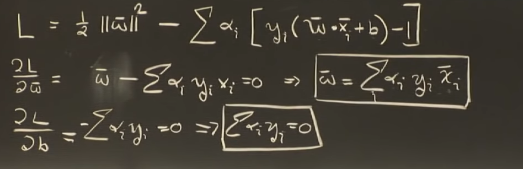 L = ½ ||w̄||² − ∑ αᵢ [ yᵢ ( w̄ • x̄ᵢ + b ) − 1 ]
∂L/∂w̄ = w̄ − ∑ αᵢ yᵢ xᵢ = 0 ⇒ w̄ = ∑ᵢ αᵢ yᵢ x̄ᵢ
∂L/∂b = −∑ αᵢ yᵢ = 0 ⇒ ∑ αᵢ yᵢ = 0